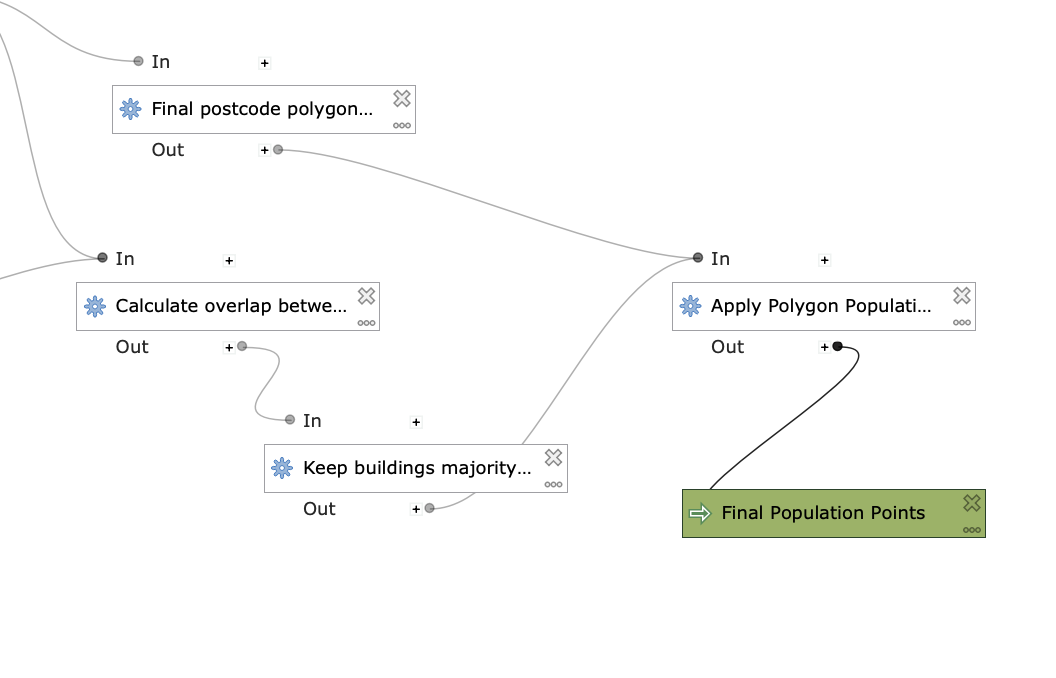 In
Final postcode polygon...
Out
In
Calculate overlap betwe...
Out
In
Apply Polygon Populati...
Out
In
Keep buildings majority...
Out
Final Population Points